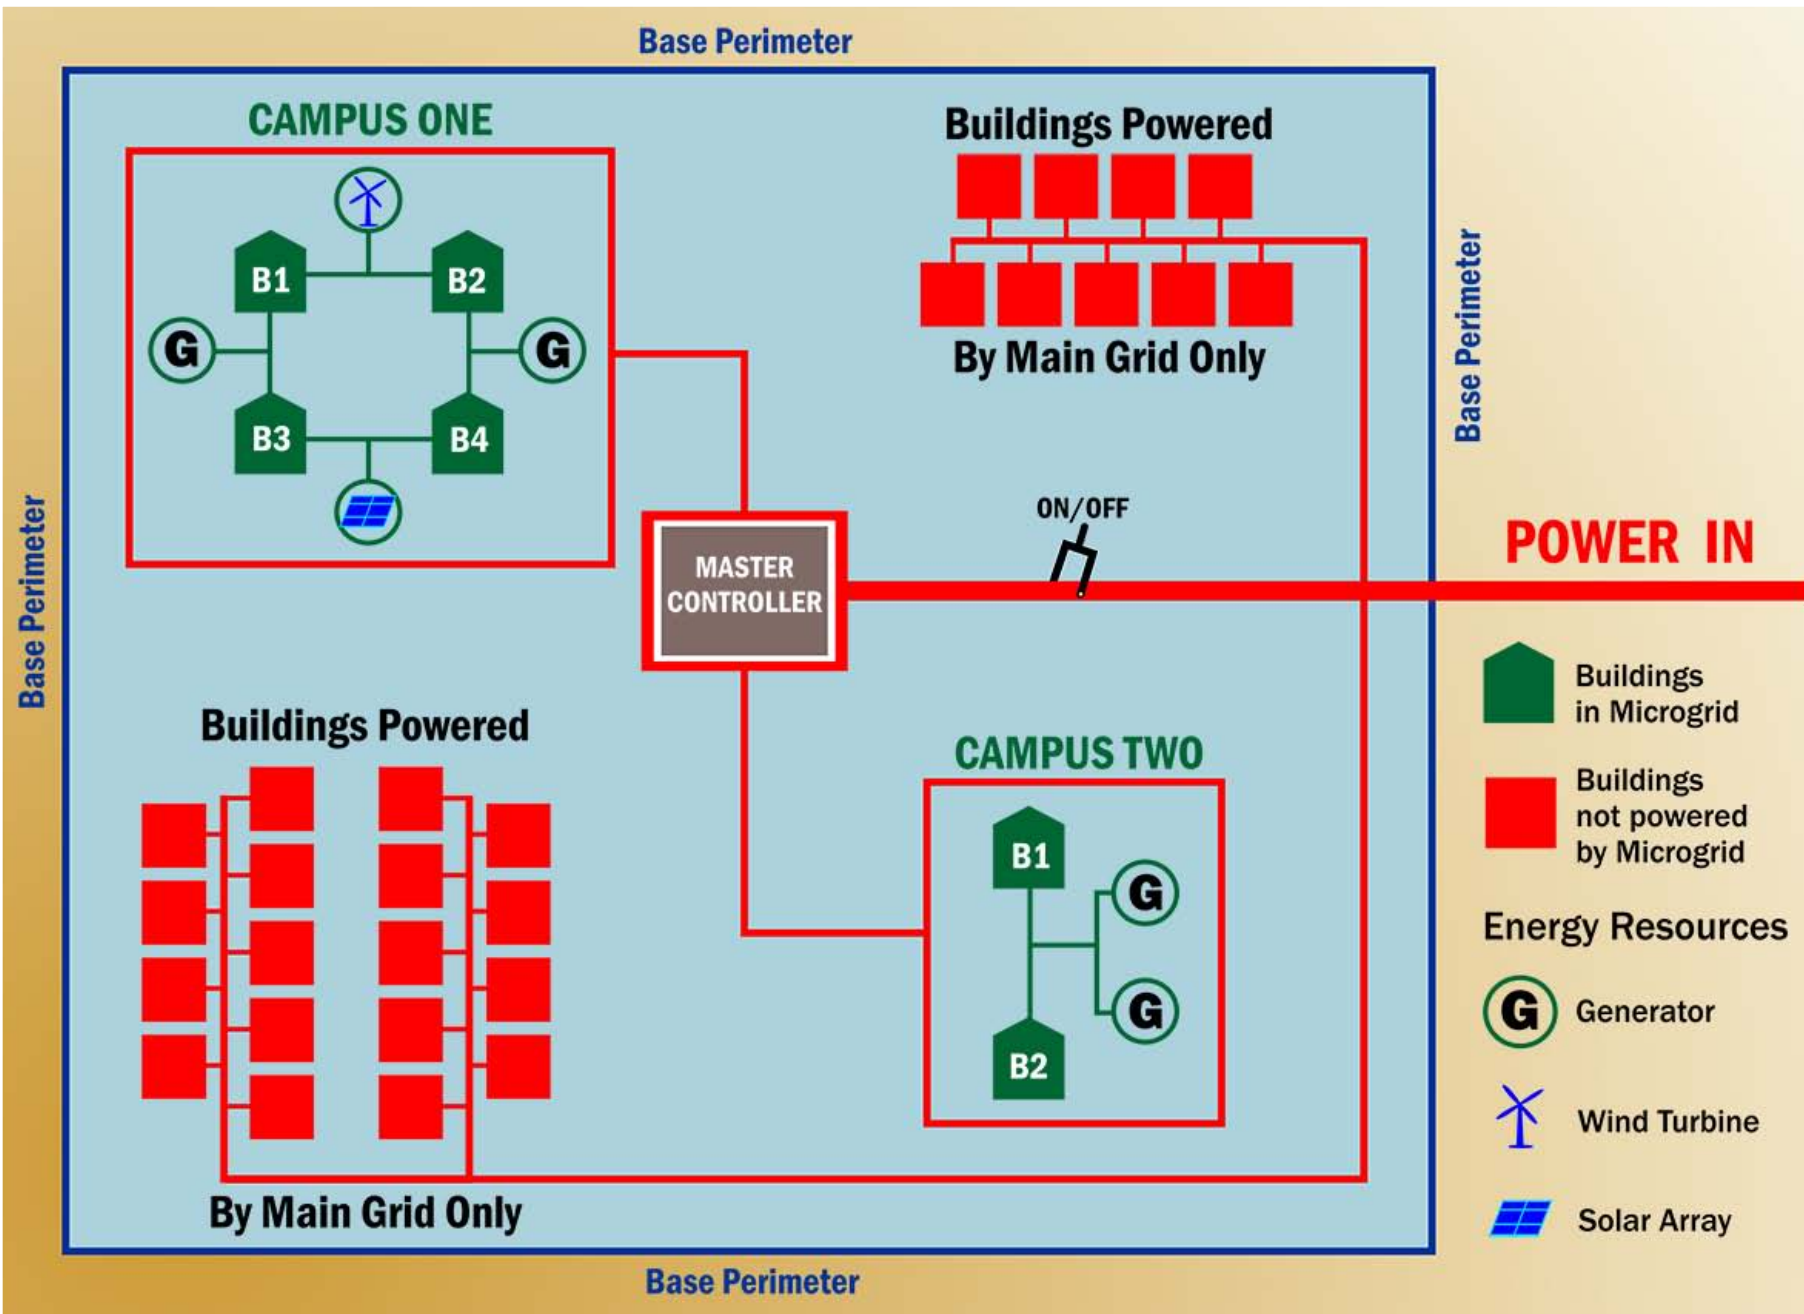 Base Perimeter
CAMPUS ONE
B1
B2
G
G
B3
B4
Buildings Powered
By Main Grid Only
Base Perimeter
Base Perimeter
ON/OFF
POWER IN
MASTER
CONTROLLER
Buildings Powered
By Main Grid Only
CAMPUS TWO
B1
G
G
B2
Buildings
in Microgrid
Buildings
not powered
by Microgrid
Energy Resources
G
Generator
Wind Turbine
Solar Array
Base Perimeter